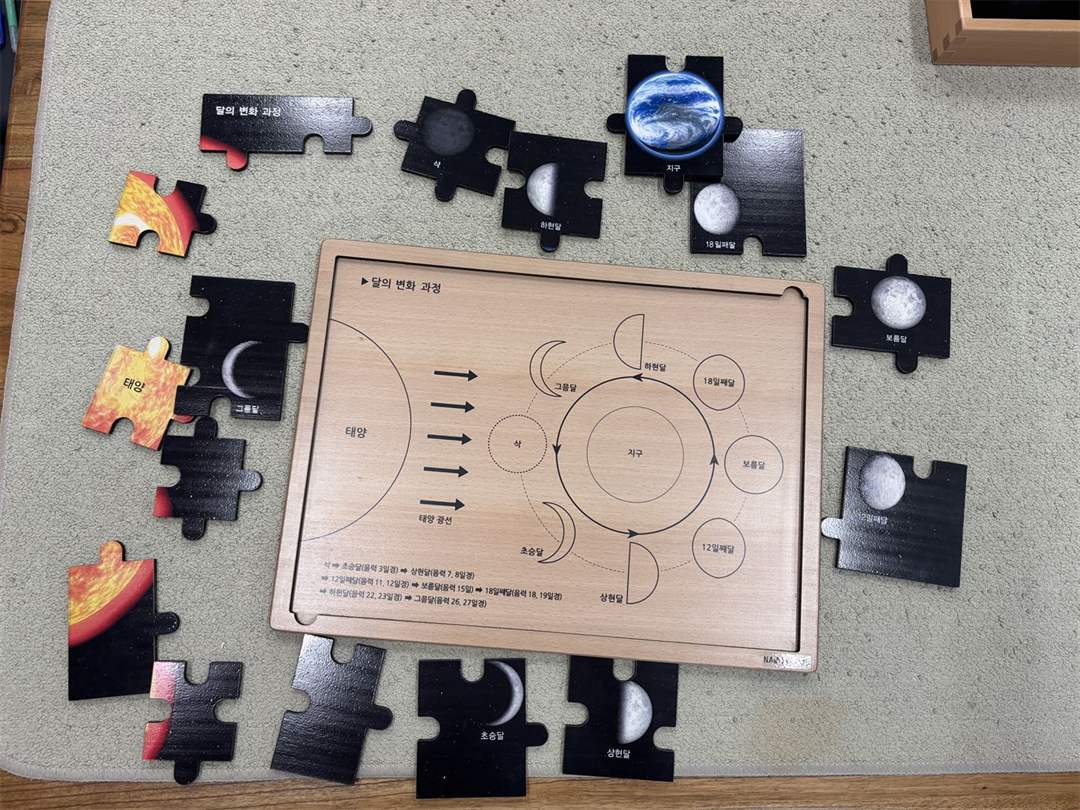 달의 변화 과정
삭
하현달
지구
18일째달
보름달
태양
그믐달
12일째달
초승달
상현달
▶달의 변화 과정
하현달
그믐달
18일째달
태양
삭
지구
보름달
태양 광선
초승달
12일째달
상현달
삭 ➡ 초승달(음력 3일경) ➡ 상현달(음력 7, 8일경)
➡ 12일째달(음력 11, 12일경) ➡ 보름달(음력 15일) ➡ 18일째달(음력 18, 19일경)
➡ 하현달(음력 22, 23일경) ➡ 그믐달(음력 26, 27일경)